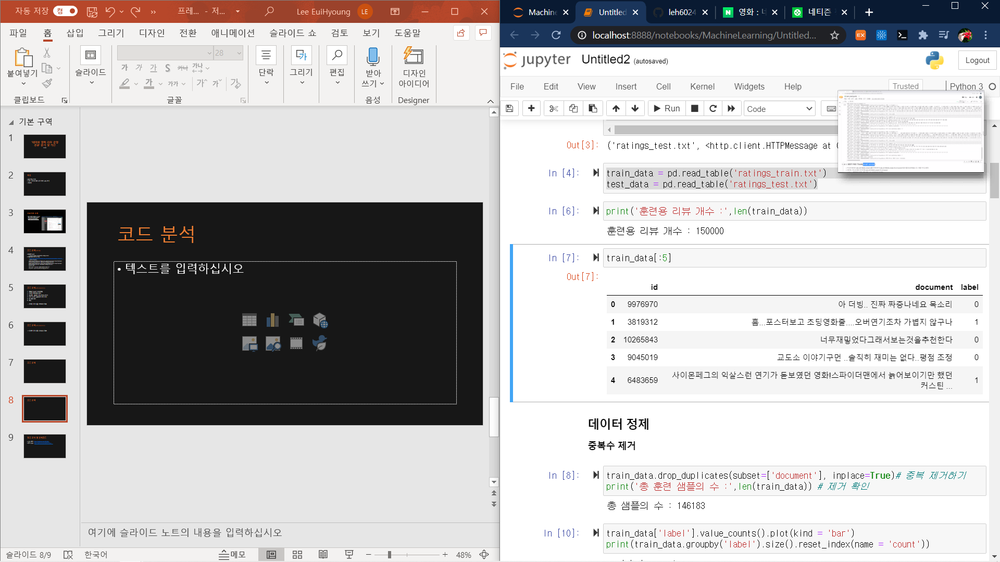 자동 저장 켬 프레... - 저... Lee EuiHyoung LE
파일 홈 삽입 그리기 디자인 전환 애니메이션 슬라이드 쇼 검토 보기 도움말
28
붙여넣기 슬라이드 단락 그리기 편집 받아쓰기 디자인 아이디어
클립보드 글꼴 음성 Designer
기본 구역
1
2
3
4
5
6
7
8
9
코드 분석
• 텍스트를 입력하십시오
여기에 슬라이드 노트의 내용을 입력하십시오
슬라이드 8/9 한국어 메모 48%
Machine Untitled leh6024 영화 : 네 네티즌
localhost:8888/notebooks/MachineLearning/Untitled...
jupyter Untitled2 (autosaved) Logout
File Edit View Insert Cell Kernel Widgets Help Trusted Python 3
Run Code
Out[3]: ('ratings_test.txt', <http.client.HTTPMessage at
In [4]: train_data = pd.read_table('ratings_train.txt')
test_data = pd.read_table('ratings_test.txt')
In [6]: print('훈련용 리뷰 개수 :',len(train_data))
훈련용 리뷰 개수 : 150000
In [7]: train_data[:5]
Out[7]:
id document label
0 9976970 아 더빙.. 진짜 짜증나네요 목소리 0
1 3819312 흠...포스터보고 초딩영화줄....오버연기조차 가볍지 않구나 1
2 10265843 너무재밓었다그래서보는것을추천한다 0
3 9045019 교도소 이야기구먼 ..솔직히 재미는 없다..평점 조정 0
4 6483659 사이몬페그의 익살스런 연기가 돋보였던 영화!스파이더맨에서 늙어보이기만 했던 커스틴 ... 1
데이터 정제
중복수 제거
In [8]: train_data.drop_duplicates(subset=['document'], inplace=True)# 중복 제거하기
print('총 훈련 샘플의 수 :',len(train_data)) # 제거 확인
총 샘플의 수 : 146183
In [10]: train_data['label'].value_counts().plot(kind = 'bar')
print(train_data.groupby('label').size().reset_index(name = 'count'))